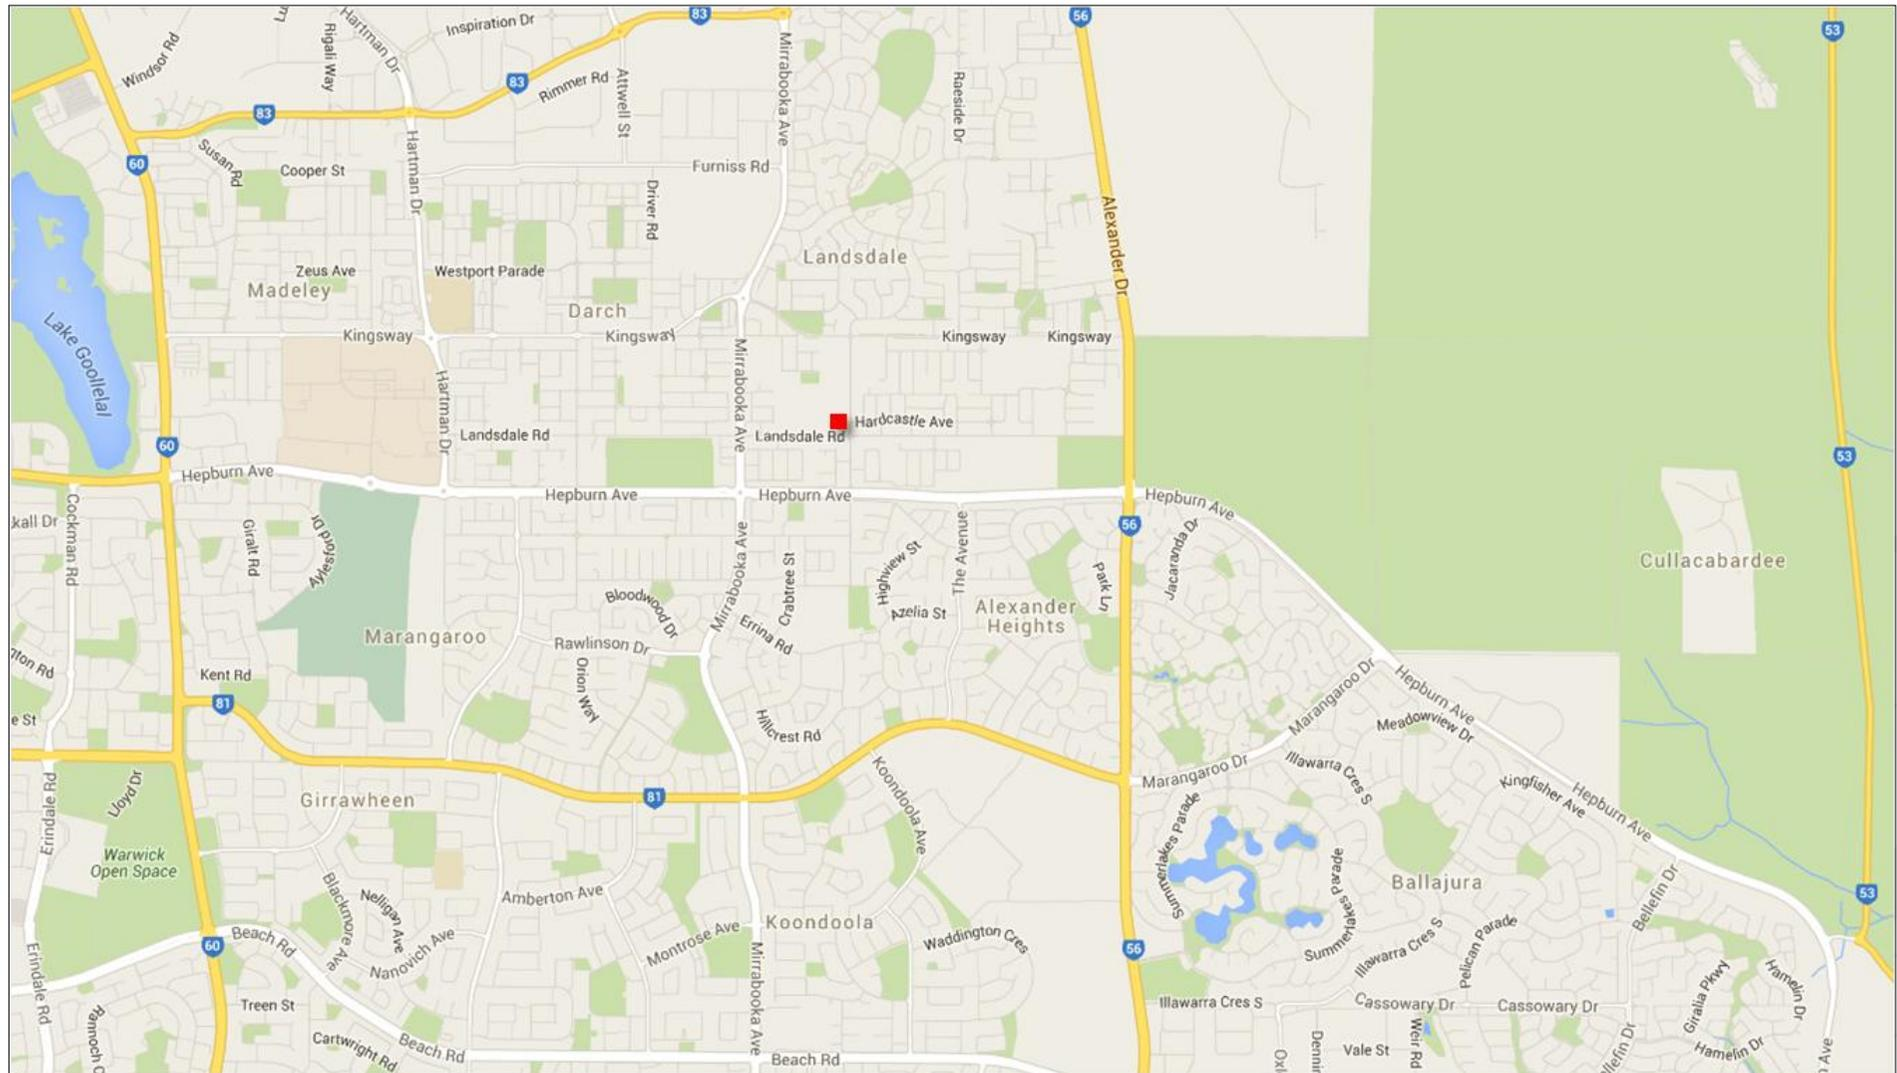 83
56
53
Inspiration Dr
Hartman Dr
Windsor Rd
Rigali Way
83
Rimmer Rd
Attwell St
Mirrabooka Ave
Raeside Dr
83
60
Susan Rd
Cooper St
Hartman Dr
Furniss Rd
Driver Rd
Alexander Dr
Landsdale
Zeus Ave
Westport Parade
Madeley
Darch
Lake Goollelal
Kingsway
Kingsway
Kingsway
Kingsway
Hartman Dr
Mirrabooka Ave
Hardcastle Ave
Landsdale Rd
Landsdale Rd
60
53
Hepburn Ave
Hepburn Ave
Hepburn Ave
Hepburn Ave
56
kall Dr
Cockman Rd
Giralt Rd
Aylesford Dr
Mirrabooka Ave
Crabtree St
Highview St
The Avenue
Park Ln
Jacaranda Dr
Cullacabardee
Bloodwood Dr
Azelia St
Alexander
Heights
Errina Rd
Marangaroo
Rawlinson Dr
gton Rd
Kent Rd
Orion Way
Marangaroo Dr
Hepburn Ave
81
e St
Hillcrest Rd
Meadowview Dr
Marangaroo Dr
Illawarra Cres S
Kingfisher Ave
Hepburn Ave
Lloyd Dr
Erindale Rd
Girrawheen
81
Koondoola Ave
Summerlakes Parade
Warwick
Open Space
Summerlakes Parade
Ballajura
Bellefin Dr
53
Blackmore Ave
Nelligan Ave
Amberton Ave
Koondoola
Beach Rd
60
Nanovich Ave
Montrose Ave
Waddington Cres
56
Illawarra Cres S
Pelican Parade
Erindale Rd
Mirrabooka Ave
Giralia Pkwy
Hamelin Dr
Treen St
Illawarra Cres S
Cassowary Dr
Cassowary Dr
Cartwright Rd
Beach Rd
Beach Rd
Vale St
Weir Rd
Hamelin Dr
llefin Dr
Ave